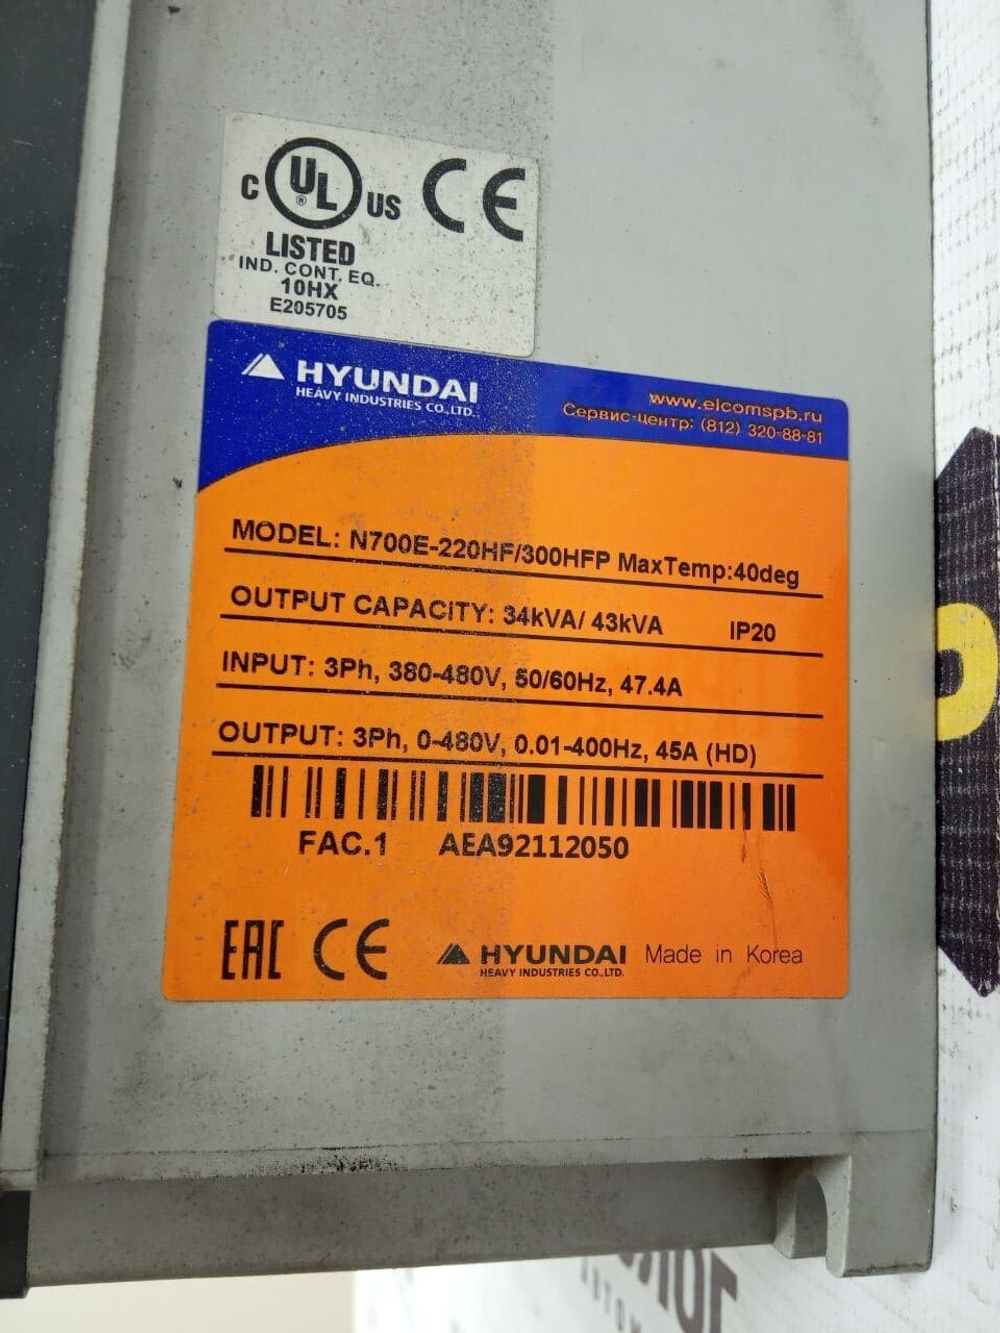 C UL ® US CE
LISTED
IND. CONT. EQ.
10HX
E205705
HYUNDAI
HEAVY INDUSTRIES CO.,LTD.
www.elcomspb.ru
Сервис-центр: (812) 320-88-81
MODEL: N700E-220HF/300HFP MaxTemp:40deg
OUTPUT CAPACITY: 34kVA/ 43kVA IP20
INPUT: 3Ph, 380-480V, 50/60Hz, 47.4A
OUTPUT: 3Ph, 0-480V, 0.01-400Hz, 45A (HD)
FAC.1 AEA92112050
EAC CE HYUNDAI Made in Korea
HEAVY INDUSTRIES CO.,LTD.